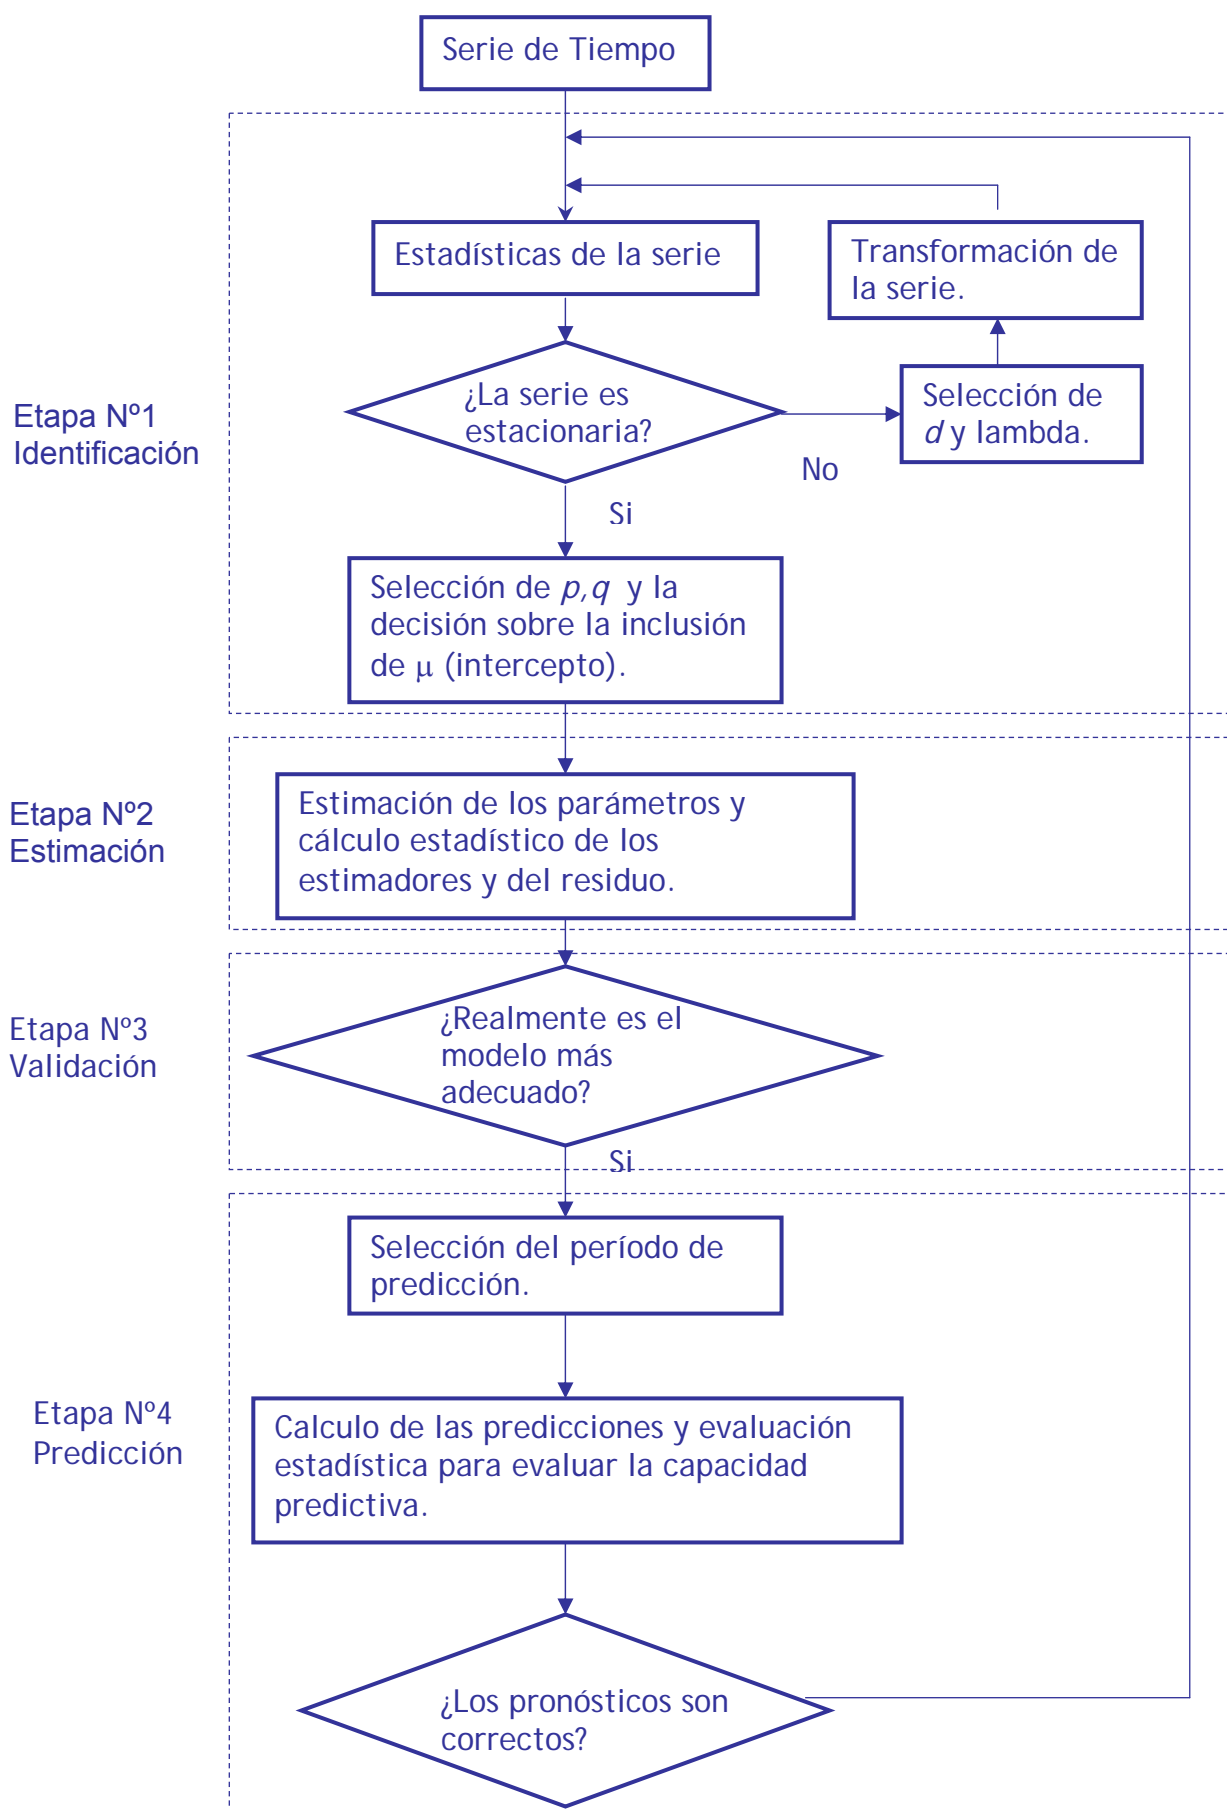 Serie de Tiempo
Estadísticas de la serie
Transformación de
la serie.
¿La serie es
estacionaria?
Selección de
d y lambda.
No
Si
Etapa Nº1
Identificación
Selección de p,q y la
decisión sobre la inclusión
de μ (intercepto).
Etapa Nº2
Estimación
Estimación de los parámetros y
cálculo estadístico de los
estimadores y del residuo.
Etapa Nº3
Validación
¿Realmente es el
modelo más
adecuado?
Si
Selección del período de
predicción.
Etapa Nº4
Predicción
Calculo de las predicciones y evaluación
estadística para evaluar la capacidad
predictiva.
¿Los pronósticos son
correctos?